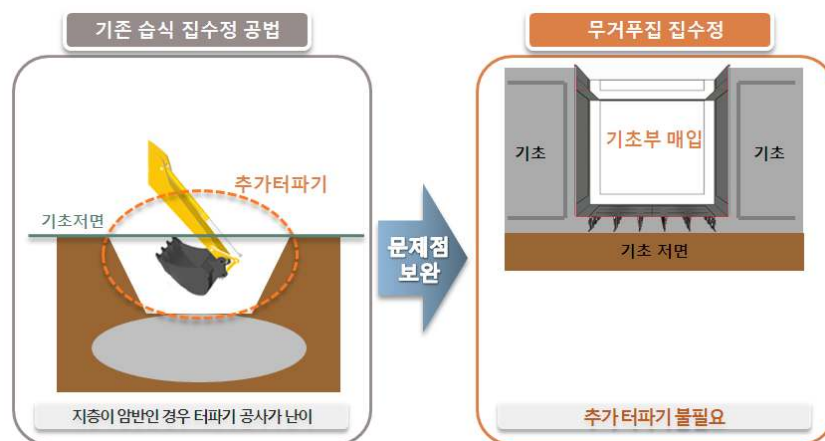 기존 습식 집수정 공법
추가터파기
기초저면
지층이 암반인 경우 터파기 공사가 난이
문제점
보완
무거푸집 집수정
기초부 매입
기초
기초
기초 저면
추가 터파기 불필요